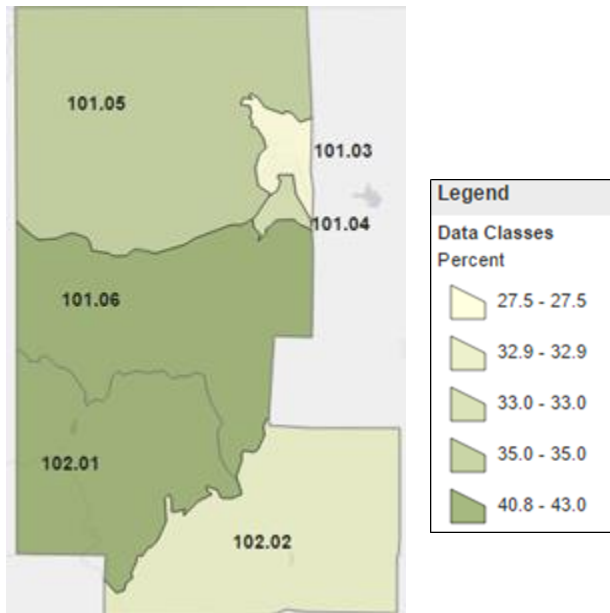 101.05
101.03
101.04
101.06
102.01
102.02
Legend
Data Classes
Percent
27.5 - 27.5
32.9 - 32.9
33.0 - 33.0
35.0 - 35.0
40.8 - 43.0